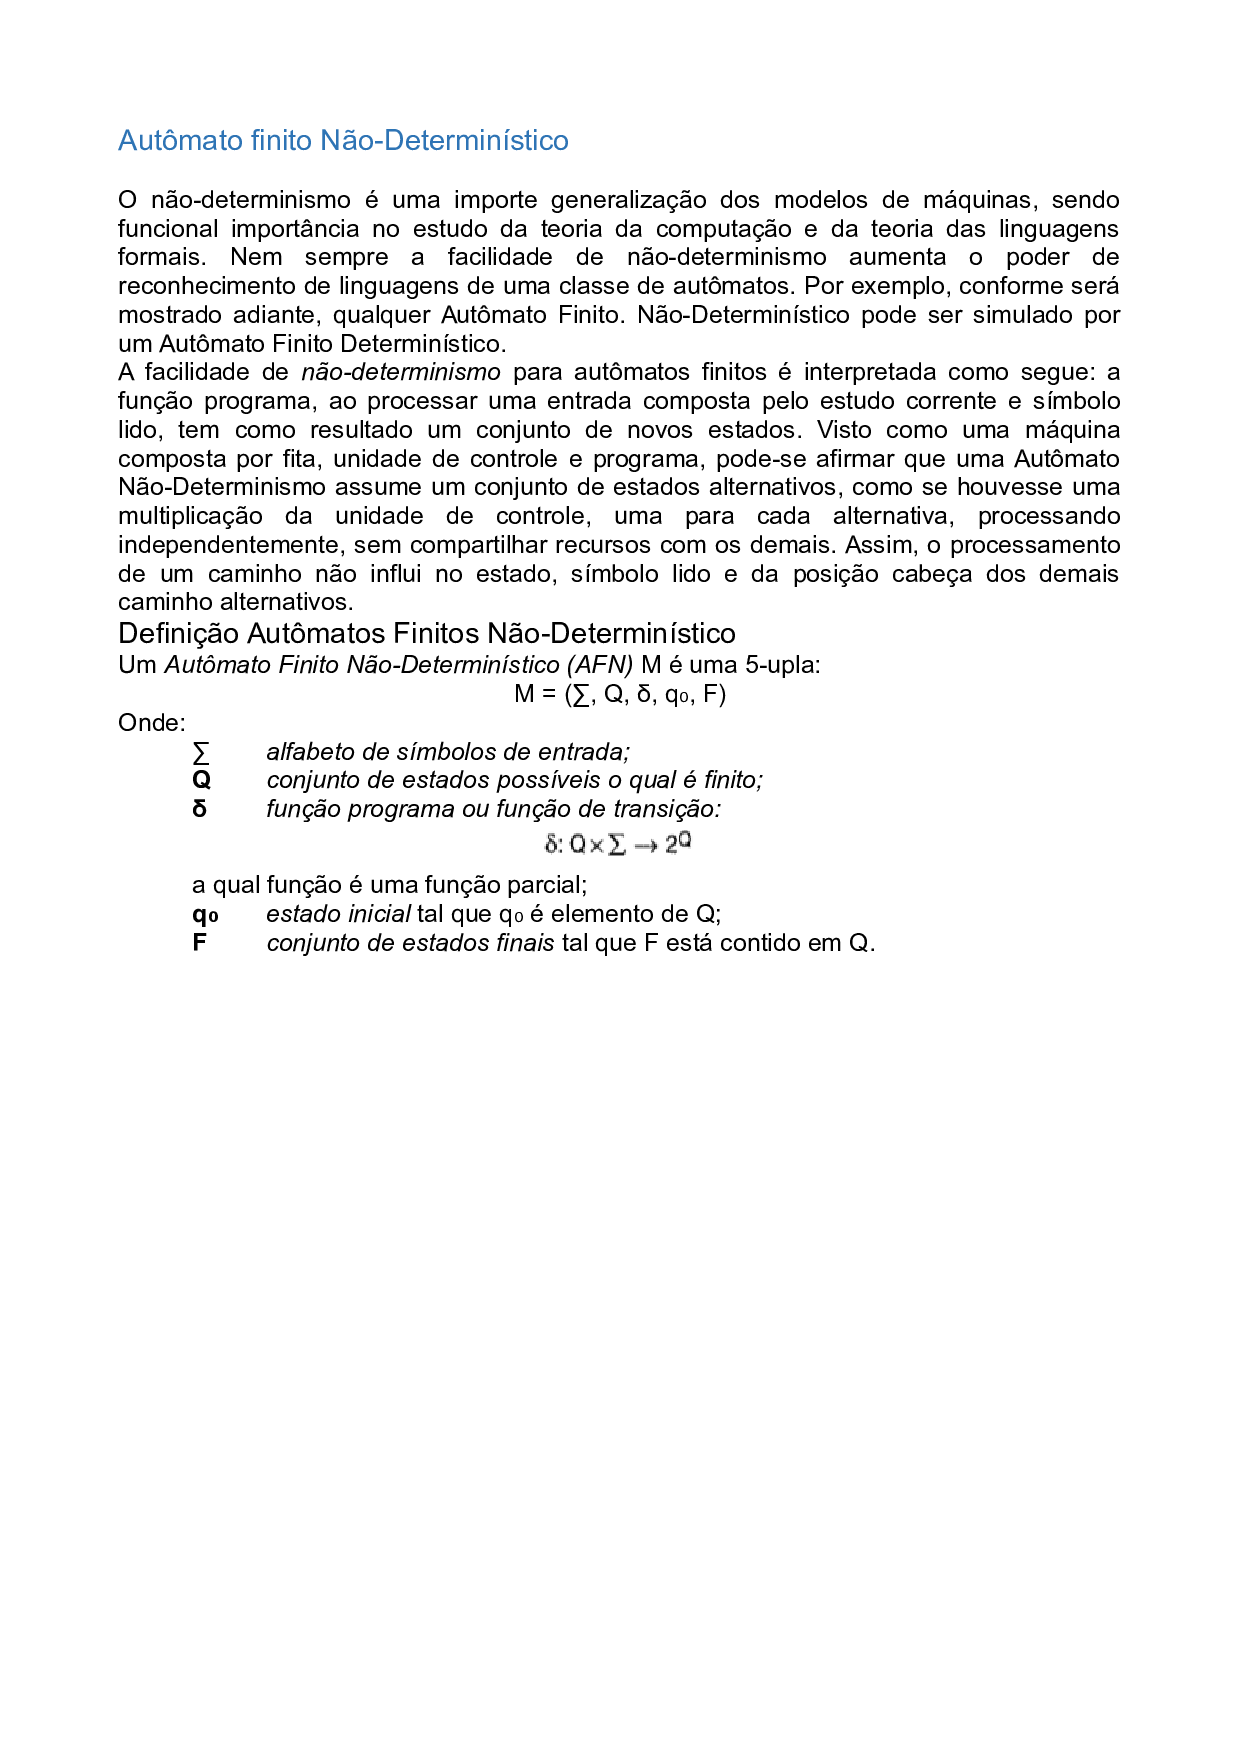 Autômato finito Não-Determinístico
O não-determinismo é uma importe generalização dos modelos de máquinas, sendo
funcional importância no estudo da teoria da computação e da teoria das linguagens
formais. Nem sempre a facilidade de não-determinismo aumenta o poder de
reconhecimento de linguagens de uma classe de autômatos. Por exemplo, conforme será
mostrado adiante, qualquer Autômato Finito. Não-Determinístico pode ser simulado por
um Autômato Finito Determinístico.
A facilidade de não-determinismo para autômatos finitos é interpretada como segue: a
função programa, ao processar uma entrada composta pelo estudo corrente e símbolo
lido, tem como resultado um conjunto de novos estados. Visto como uma máquina
composta por fita, unidade de controle e programa, pode-se afirmar que uma Autômato
Não-Determinismo assume um conjunto de estados alternativos, como se houvesse uma
multiplicação da unidade de controle, uma para cada alternativa, processando
independentemente, sem compartilhar recursos com os demais. Assim, o processamento
de um caminho não influi no estado, símbolo lido e da posição cabeça dos demais
caminho alternativos.
Definição Autômatos Finitos Não-Determinístico
Um Autômato Finito Não-Determinístico (AFN) M é uma 5-upla:
M = (∑, Q, δ, q₀, F)
Onde:
∑ alfabeto de símbolos de entrada;
Q conjunto de estados possíveis o qual é finito;
δ função programa ou função de transição:
δ: Q × Σ → 2^Q
a qual função é uma função parcial;
q₀ estado inicial tal que q₀ é elemento de Q;
F conjunto de estados finais tal que F está contido em Q.